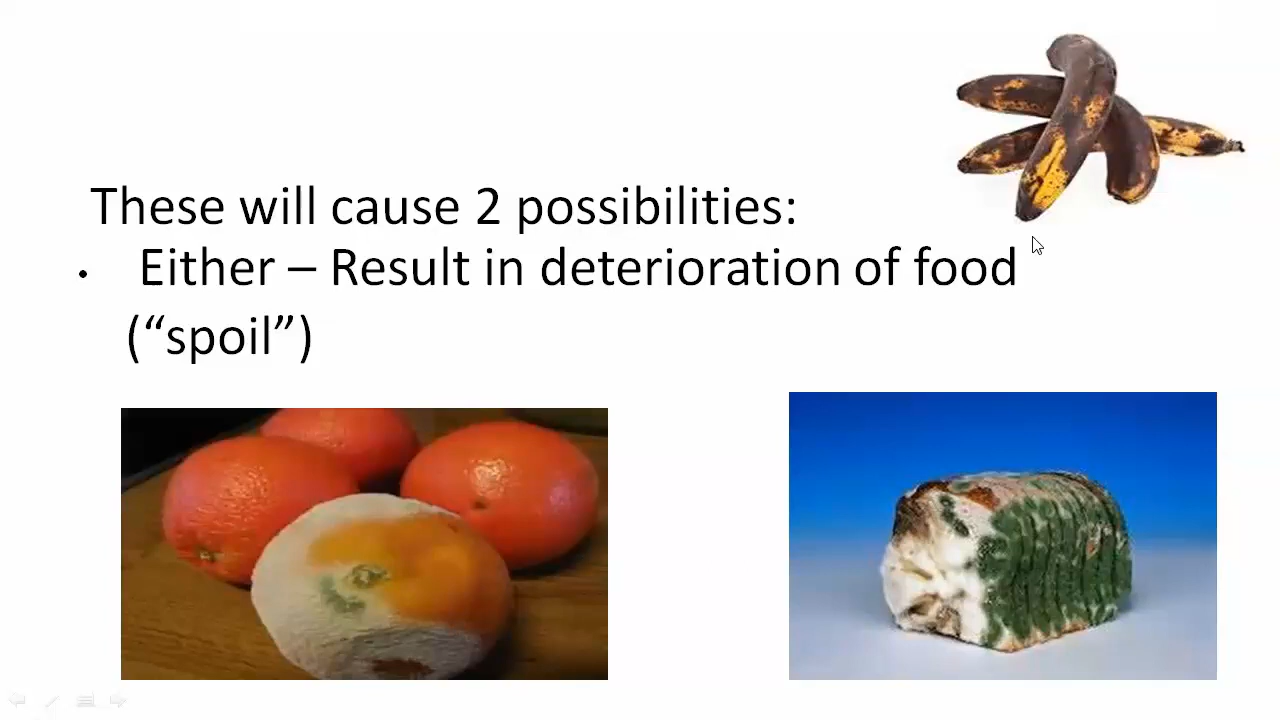 These will cause 2 possibilities:
• Either – Result in deterioration of food
(“spoil”)